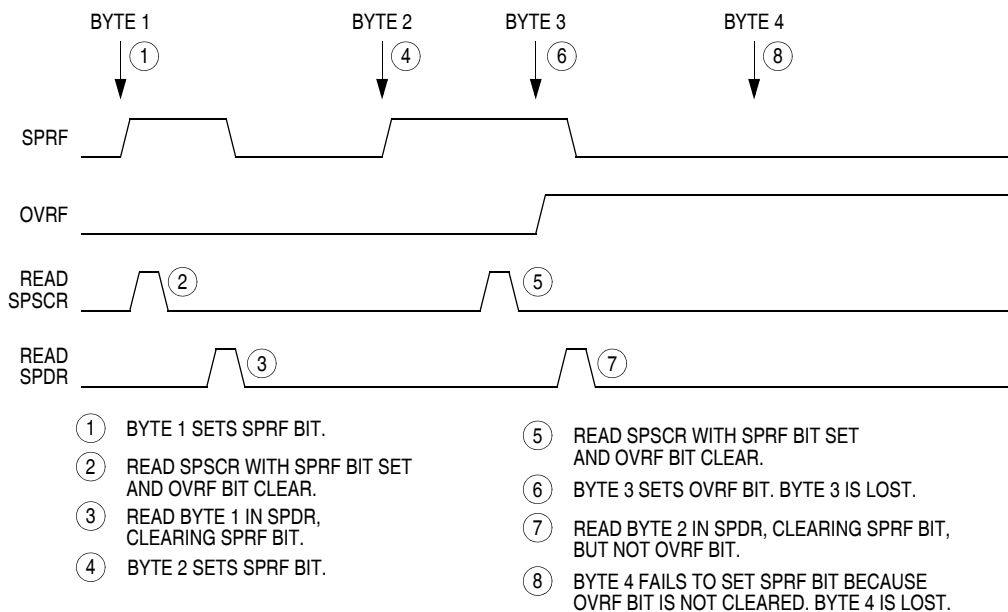 BYTE 1 BYTE 2 BYTE 3 BYTE 4
1 4 6 8
SPRF
OVRF
READ
SPSCR
2 5
READ
SPDR
3 7
1 BYTE 1 SETS SPRF BIT.
2 READ SPSCR WITH SPRF BIT SET
AND OVRF BIT CLEAR.
3 READ BYTE 1 IN SPDR,
CLEARING SPRF BIT.
4 BYTE 2 SETS SPRF BIT.
5 READ SPSCR WITH SPRF BIT SET
AND OVRF BIT CLEAR.
6 BYTE 3 SETS OVRF BIT. BYTE 3 IS LOST.
7 READ BYTE 2 IN SPDR, CLEARING SPRF BIT,
BUT NOT OVRF BIT.
8 BYTE 4 FAILS TO SET SPRF BIT BECAUSE
OVRF BIT IS NOT CLEARED. BYTE 4 IS LOST.